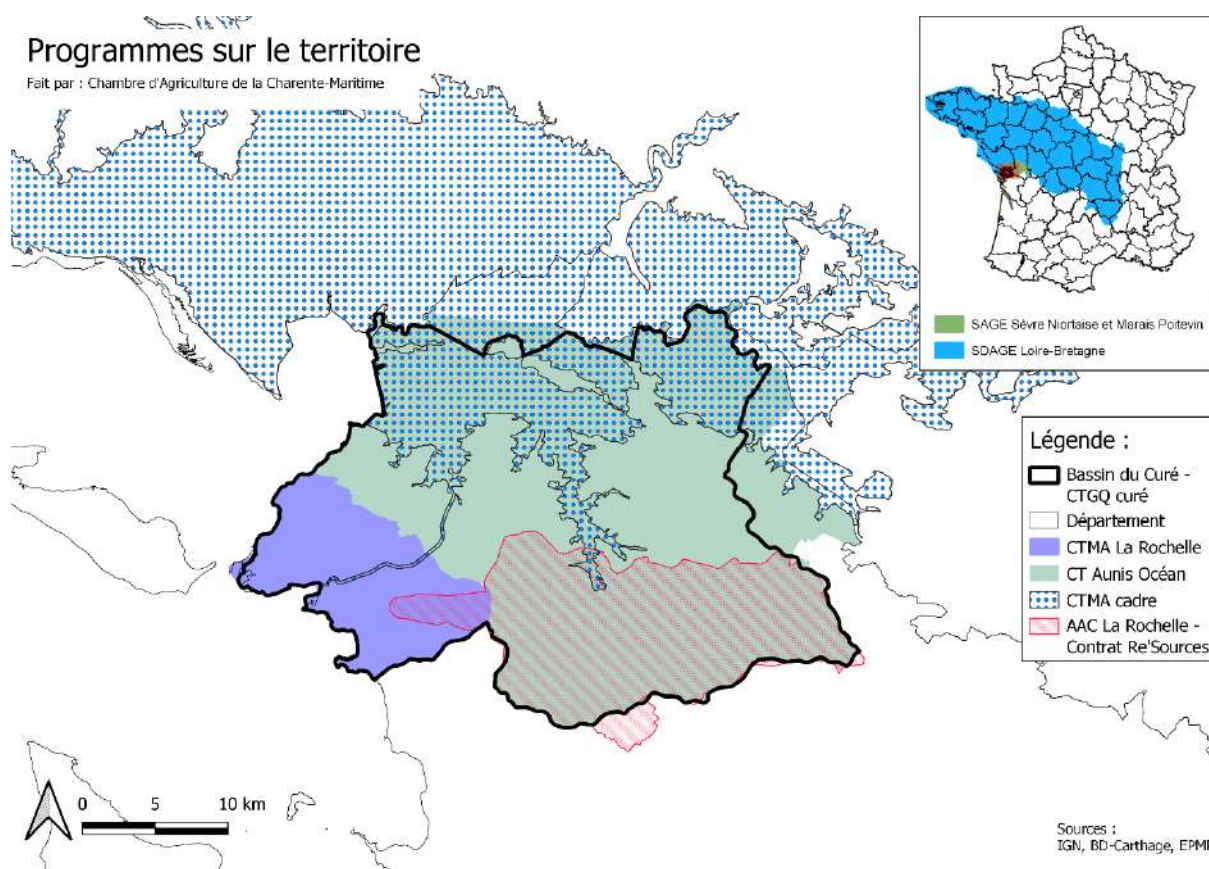 Programmes sur le territoire
Fait par : Chambre d'Agriculture de la Charente-Maritime
SAGE Sèvre Niortaise et Marais Poitevin
SDAGE Loire-Bretagne
Légende :
Bassin du Curé -
CTGQ curé
Département
CTMA La Rochelle
CT Aunis Océan
CTMA cadre
AAC La Rochelle -
Contrat Re'Sources
0 5 10 km
Sources :
IGN, BD-Carthage, EPMP